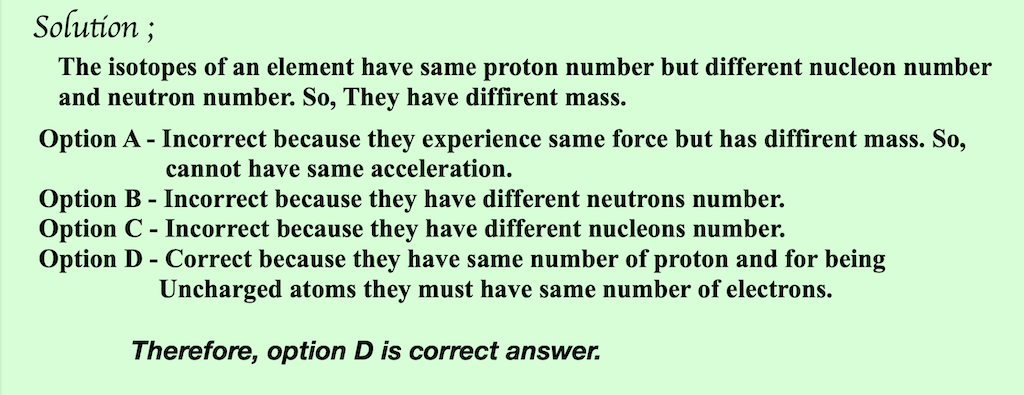 Solution ;
The isotopes of an element have same proton number but different nucleon number
and neutron number. So, They have diffirent mass.
Option A - Incorrect because they experience same force but has diffirent mass. So,
cannot have same acceleration.
Option B - Incorrect because they have different neutrons number.
Option C - Incorrect because they have different nucleons number.
Option D - Correct because they have same number of proton and for being
Uncharged atoms they must have same number of electrons.
Therefore, option D is correct answer.